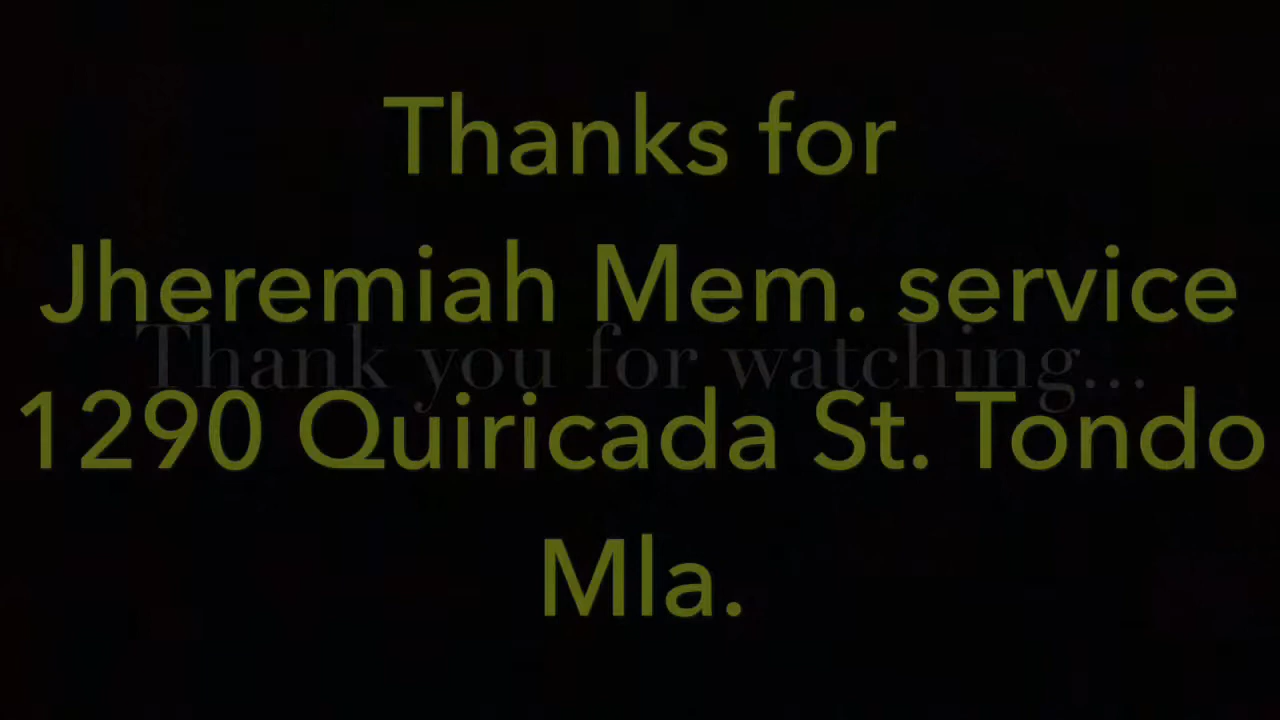 Thanks for
Jheremiah Mem. service
Thank you for watching...
1290 Quiricada St. Tondo
Mla.